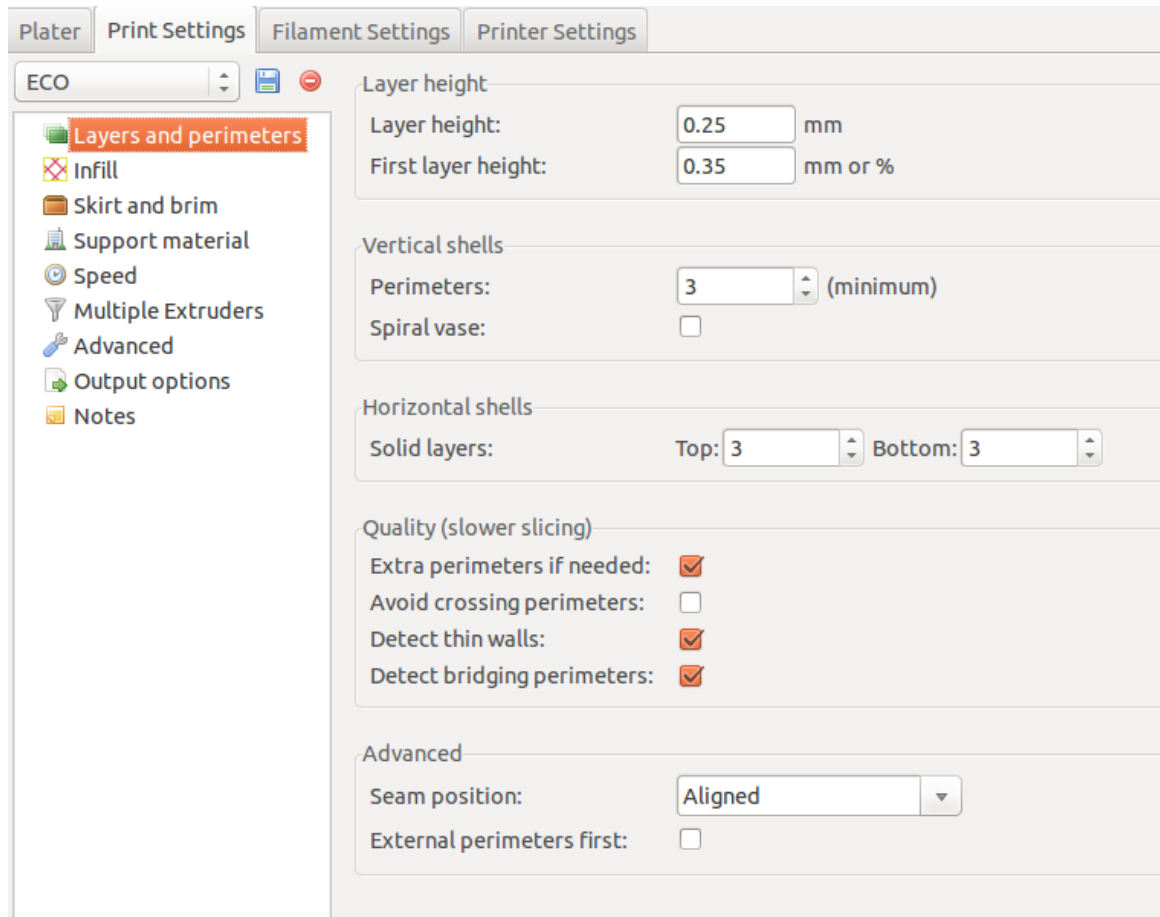 Plater Print Settings Filament Settings Printer Settings
ECO
Layers and perimeters
Infill
Skirt and brim
Support material
Speed
Multiple Extruders
Advanced
Output options
Notes
Layer height
Layer height: 0.25 mm
First layer height: 0.35 mm or %
Vertical shells
Perimeters: 3 (minimum)
Spiral vase:
Horizontal shells
Solid layers: Top: 3 Bottom: 3
Quality (slower slicing)
Extra perimeters if needed:
Avoid crossing perimeters:
Detect thin walls:
Detect bridging perimeters:
Advanced
Seam position: Aligned
External perimeters first: